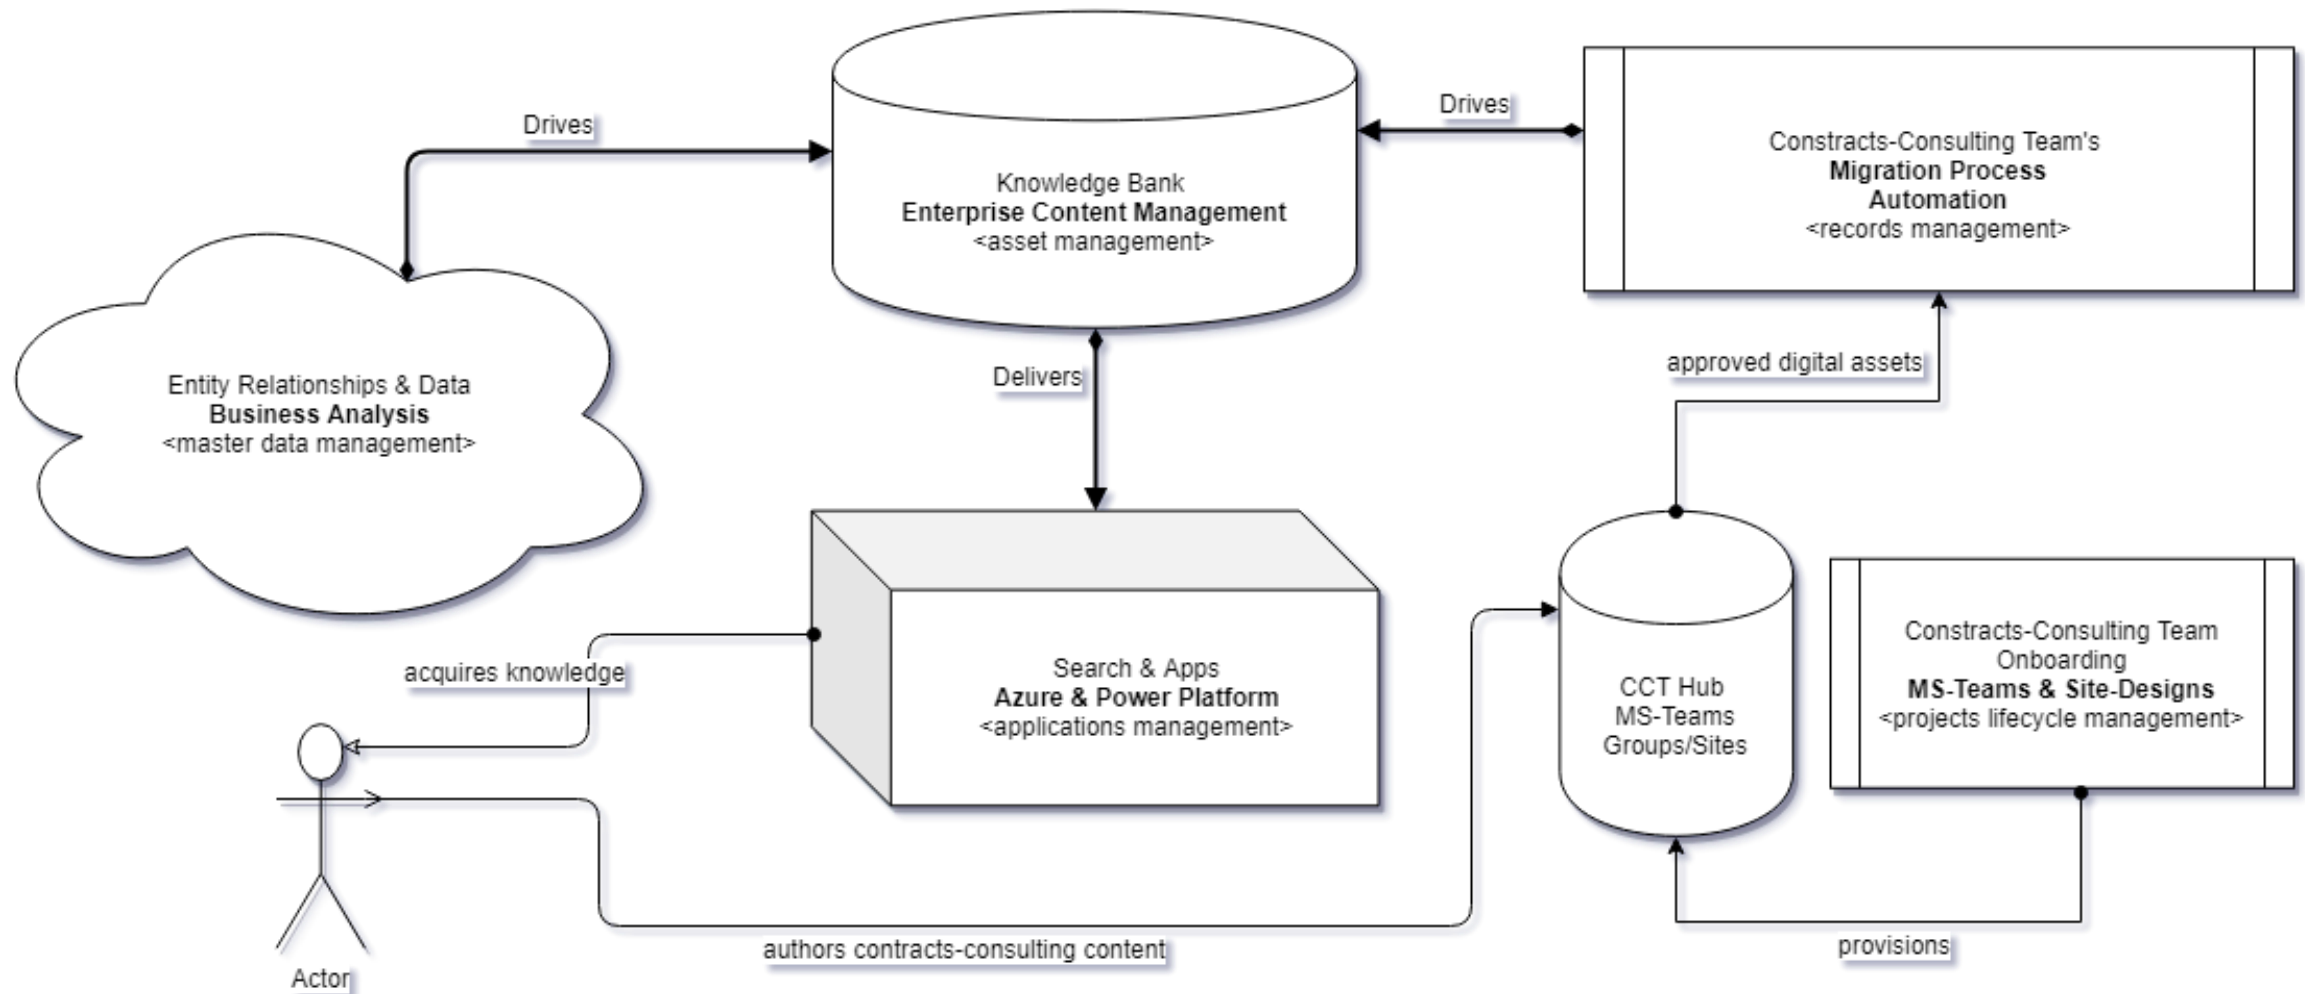 Drives
Drives
Knowledge Bank
Enterprise Content Management
<asset management>
Constracts-Consulting Team's
Migration Process
Automation
<records management>
Delivers
approved digital assets
Entity Relationships & Data
Business Analysis
<master data management>
acquires knowledge
Search & Apps
Azure & Power Platform
<applications management>
CCT Hub
MS-Teams
Groups/Sites
Constracts-Consulting Team
Onboarding
MS-Teams & Site-Designs
<projects lifecycle management>
authors contracts-consulting content
provisions
Actor